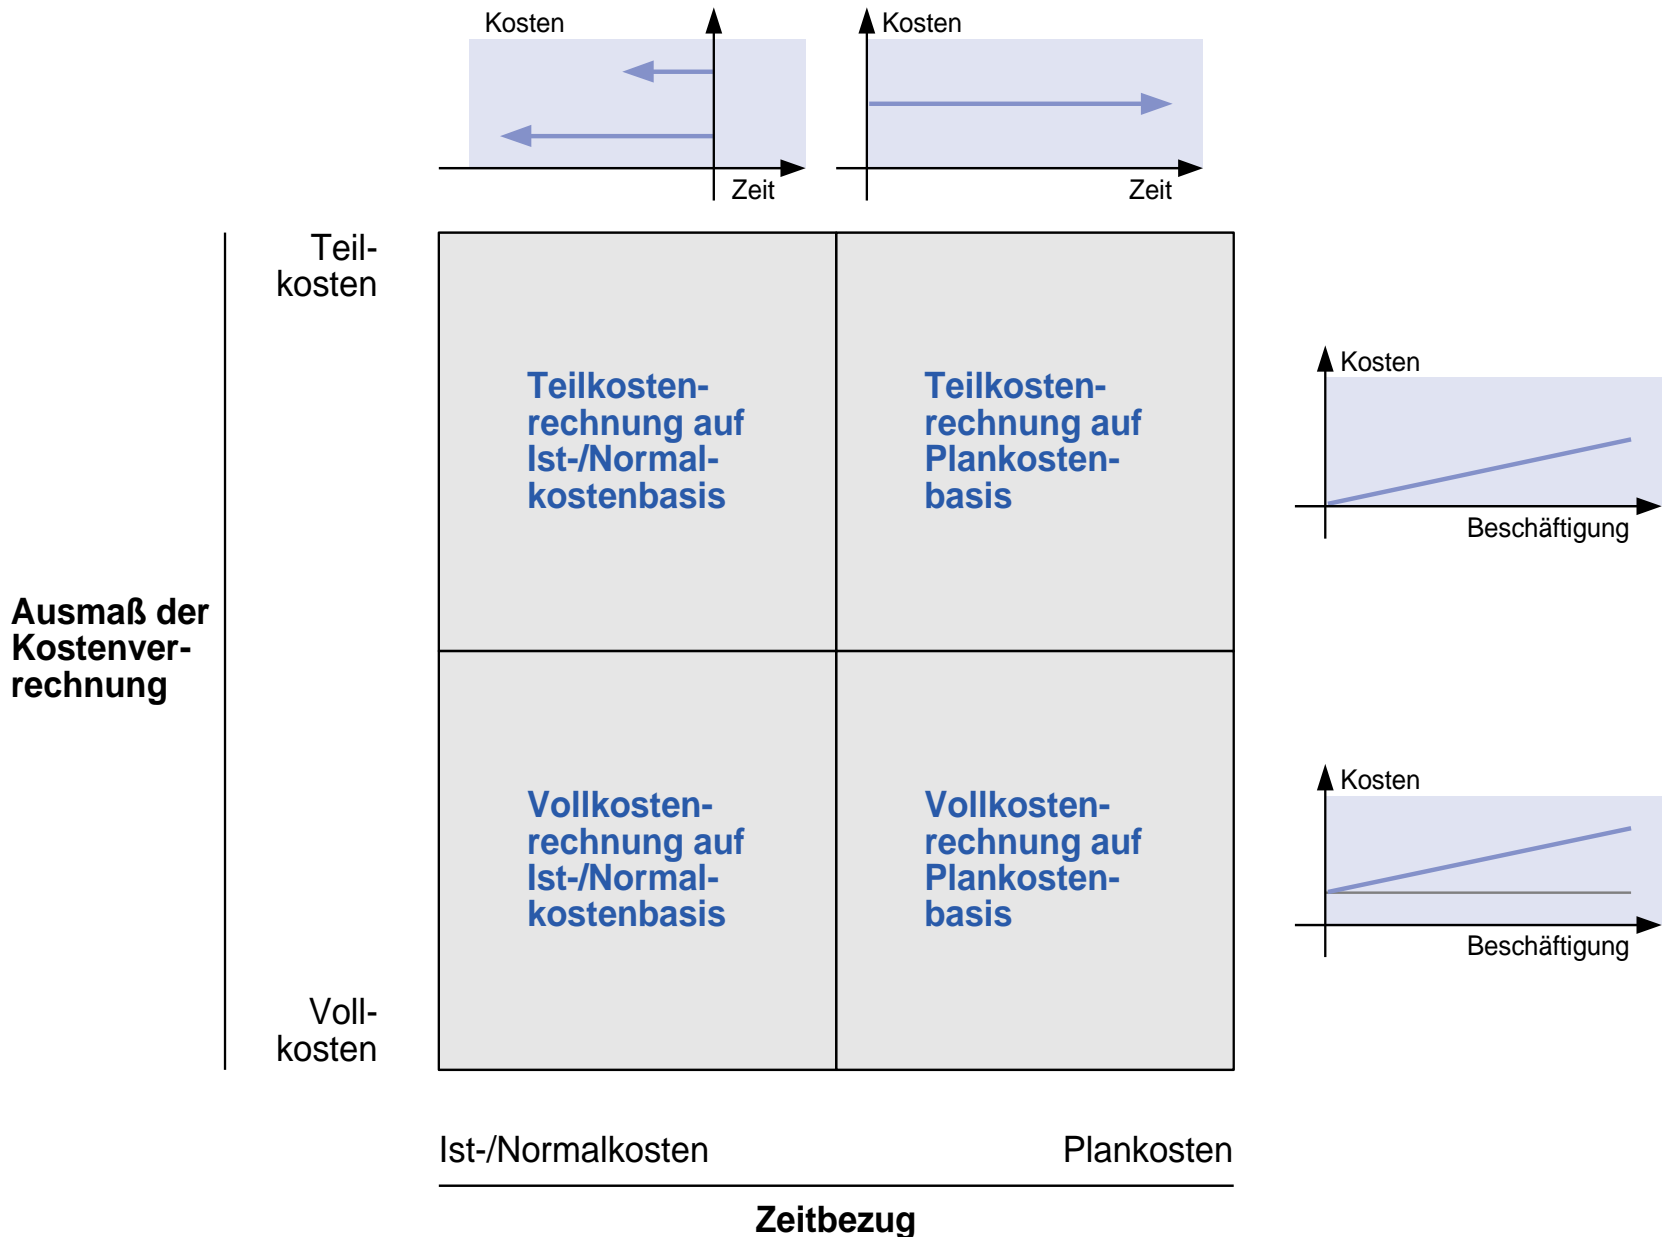 Kosten
Zeit
Kosten
Zeit
Teil-
kosten
Teilkosten-
rechnung auf
Ist-/Normal-
kostenbasis
Teilkosten-
rechnung auf
Plankosten-
basis
Kosten
Beschäftigung
Ausmaß der
Kostenver-
rechnung
Vollkosten-
rechnung auf
Ist-/Normal-
kostenbasis
Vollkosten-
rechnung auf
Plankosten-
basis
Kosten
Beschäftigung
Voll-
kosten
Ist-/Normalkosten
Plankosten
Zeitbezug